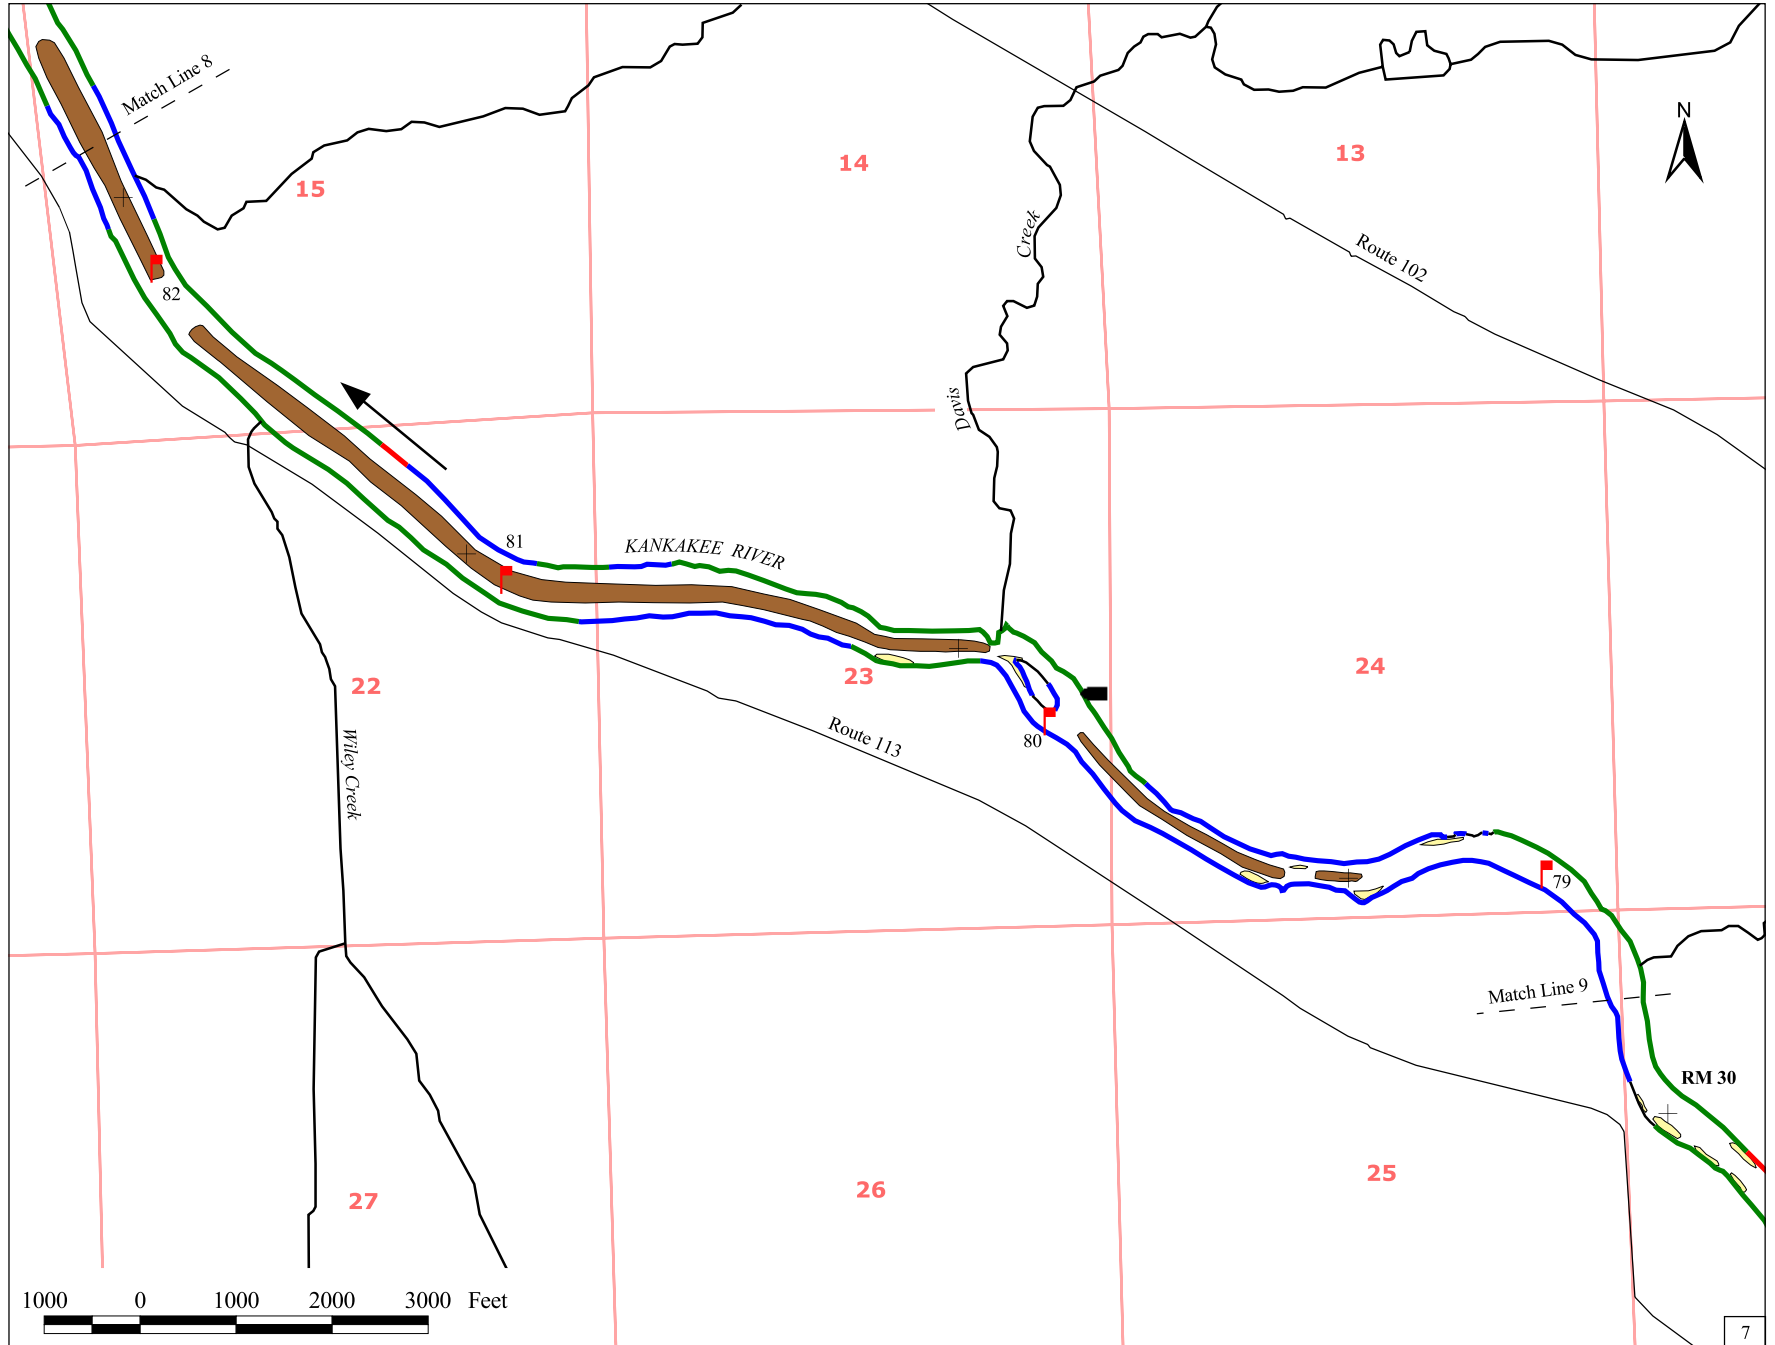 Match Line 8
N
14
13
15
Creek
Route 102
82
Davis
81
KANKAKEE RIVER
24
23
22
Route 113
80
Wiley Creek
79
Match Line 9
RM 30
25
26
27
1000 0 1000 2000 3000 Feet
7